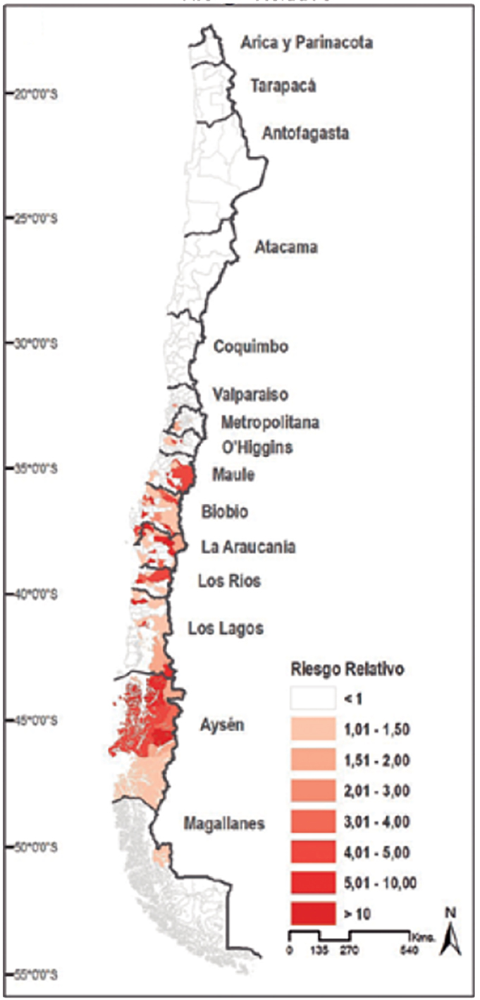 Arica y Parinacota
Tarapacá
20°0'0"S
Antofagasta
25°0'0"S
Atacama
30°0'0"S
Coquimbo
Valparaiso
Metropolitana
O'Higgins
35°0'0"S
Maule
Biobio
La Araucania
Los Rios
40°0'0"S
Los Lagos
45°0'0"S
Aysén
Magallanes
50°0'0"S
55°0'0"S
Riesgo Relativo
< 1
1,01 - 1,50
1,51 - 2,00
2,01 - 3,00
3,01 - 4,00
4,01 - 5,00
5,01 - 10,00
> 10
N
Kms.
0 135 270 540